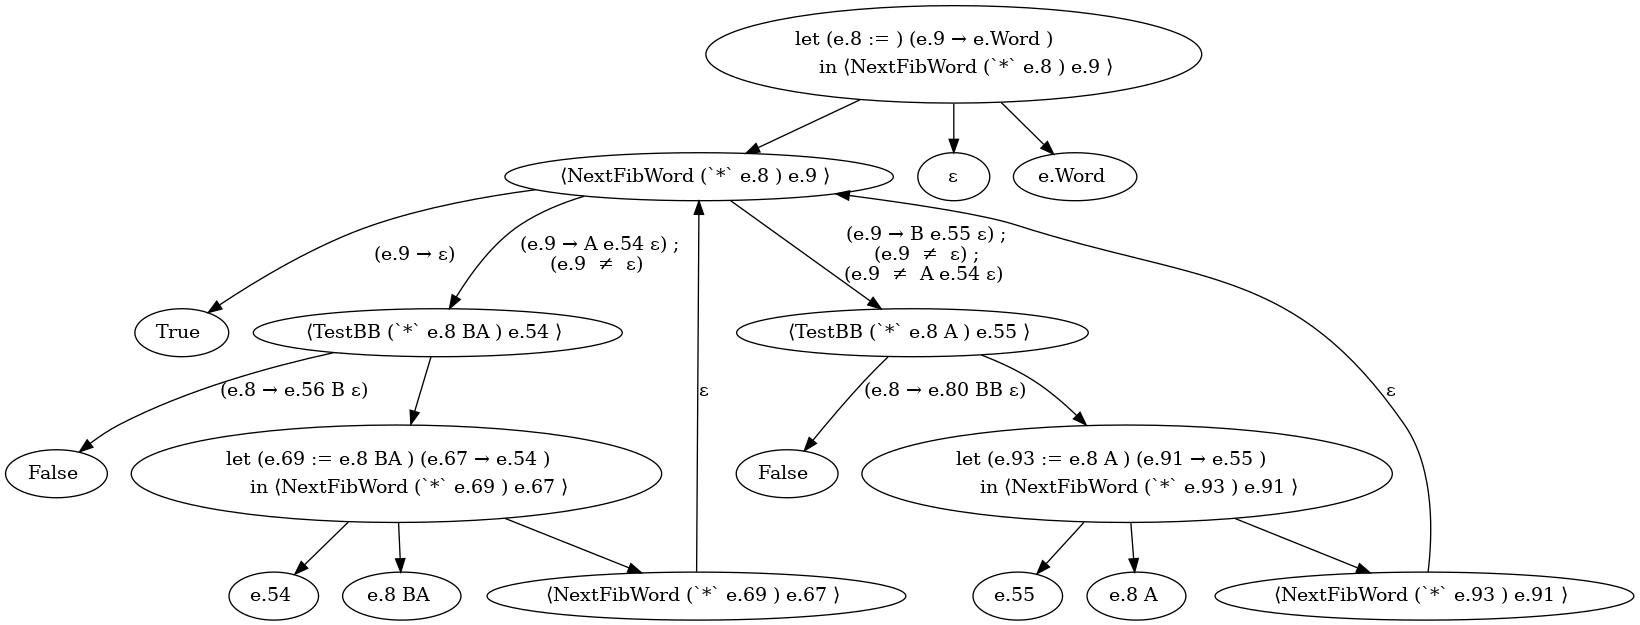 let (e.8 := ) (e.9 → e.Word )
in ⟨NextFibWord (`*` e.8 ) e.9 ⟩
⟨NextFibWord (`*` e.8 ) e.9 ⟩
ε
e.Word
(e.9 → ε)
(e.9 → A e.54 ε) ;
(e.9  ≠  ε)
(e.9 → B e.55 ε) ;
(e.9  ≠  ε) ;
(e.9  ≠  A e.54 ε)
True
⟨TestBB (`*` e.8 BA ) e.54 ⟩
⟨TestBB (`*` e.8 A ) e.55 ⟩
(e.8 → e.56 B ε)
ε
(e.8 → e.80 BB ε)
ε
False
let (e.69 := e.8 BA ) (e.67 → e.54 )
in ⟨NextFibWord (`*` e.69 ) e.67 ⟩
False
let (e.93 := e.8 A ) (e.91 → e.55 )
in ⟨NextFibWord (`*` e.93 ) e.91 ⟩
e.54
e.8 BA
⟨NextFibWord (`*` e.69 ) e.67 ⟩
e.55
e.8 A
⟨NextFibWord (`*` e.93 ) e.91 ⟩